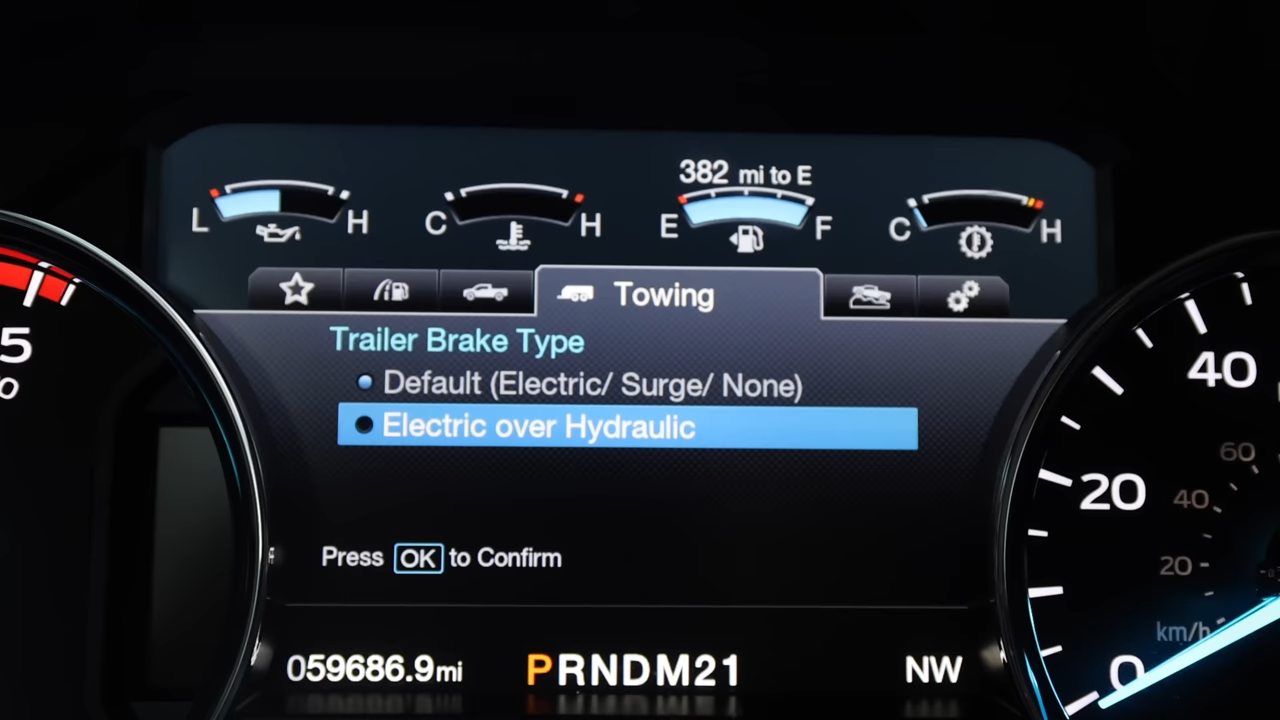 382 mi to E
L H C H E F C H
Towing
Trailer Brake Type
Default (Electric/ Surge/ None)
Electric over Hydraulic
Press OK to Confirm
059686.9mi PRNDM21 NW
5
40
20
0
60
40
20
km/h